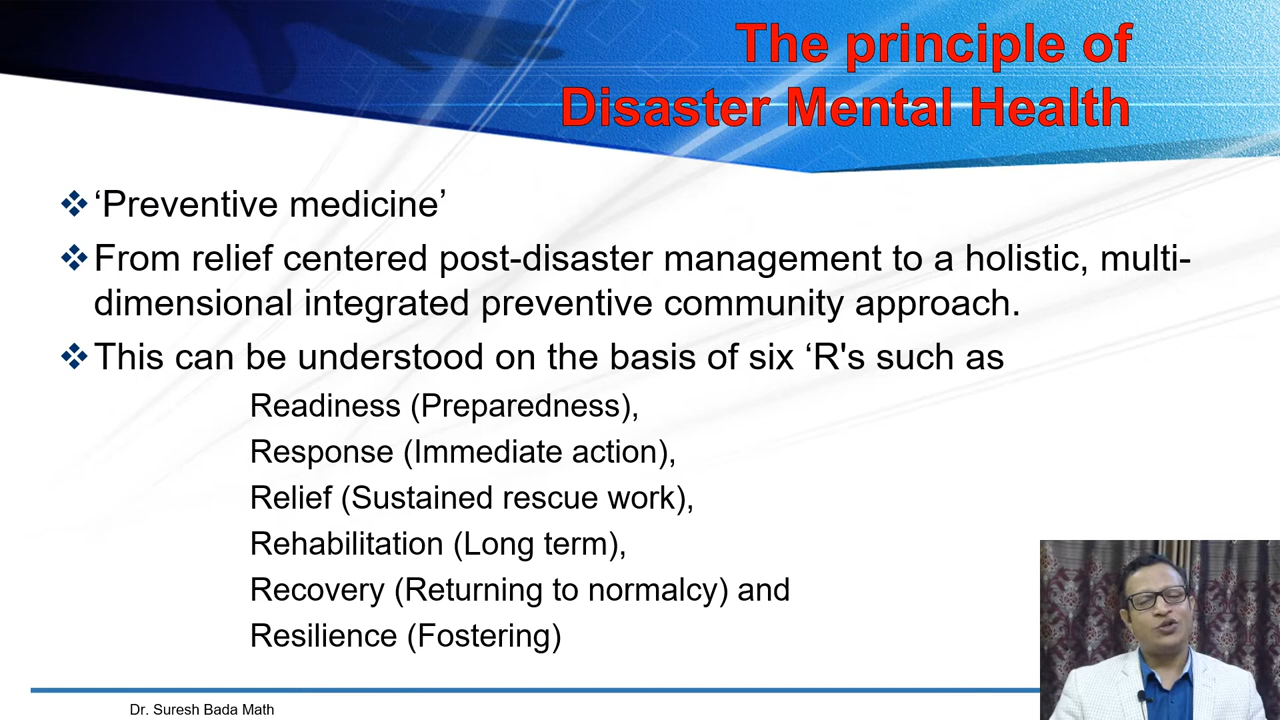 The principle of
Disaster Mental Health
‘Preventive medicine’
From relief centered post-disaster management to a holistic, multi-
dimensional integrated preventive community approach.
This can be understood on the basis of six ‘R's such as
Readiness (Preparedness),
Response (Immediate action),
Relief (Sustained rescue work),
Rehabilitation (Long term),
Recovery (Returning to normalcy) and
Resilience (Fostering)
Dr. Suresh Bada Math